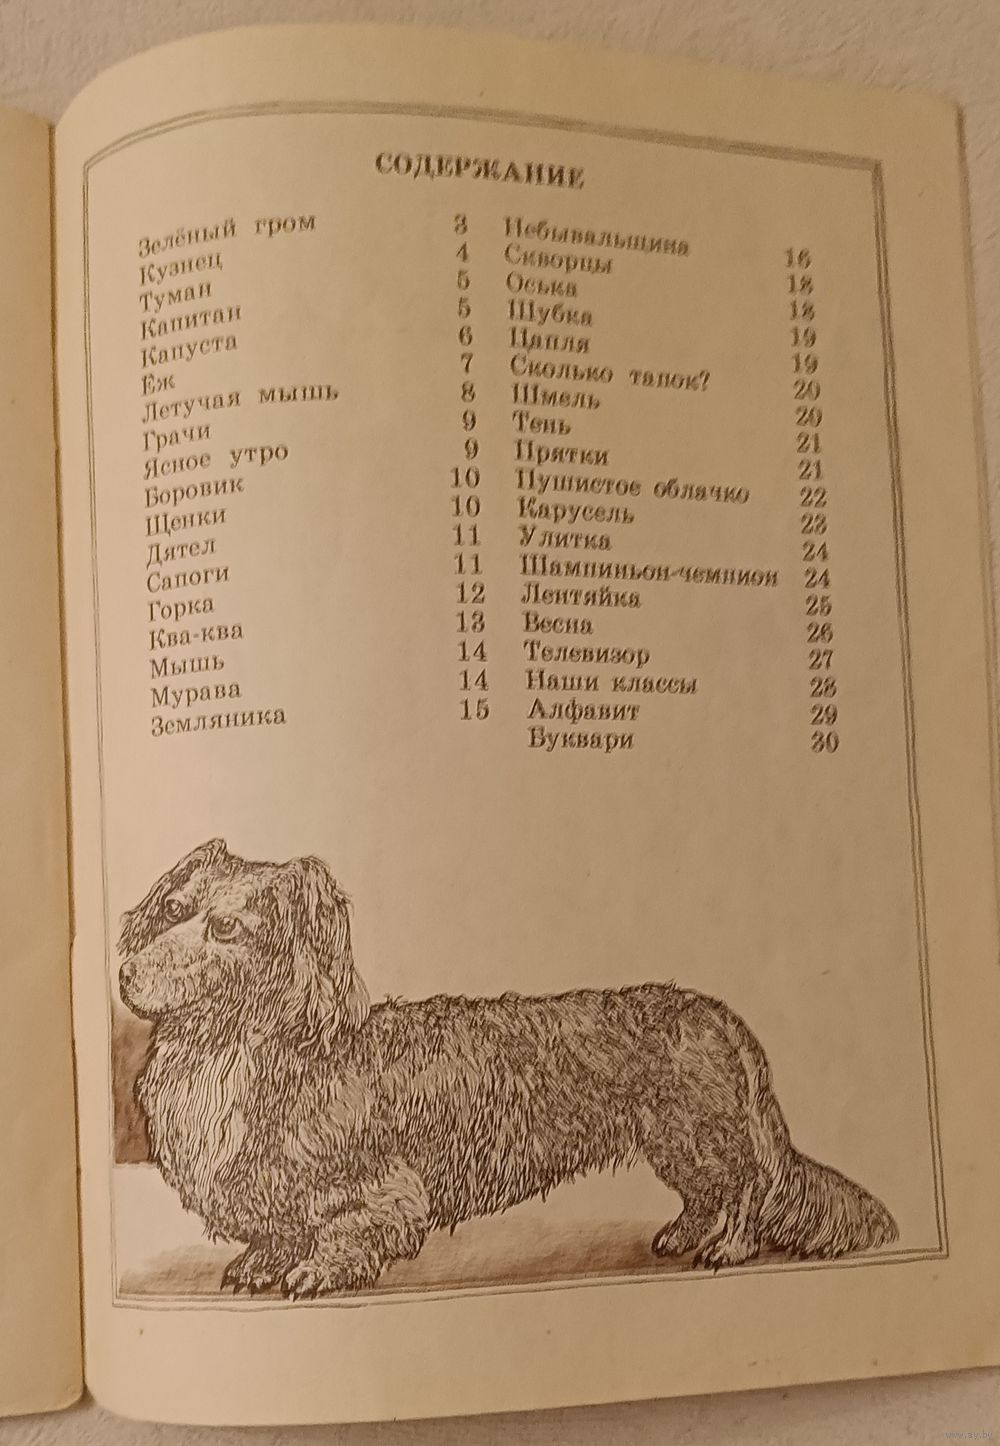 СОДЕРЖАНИЕ
Зелёный гром 3
Кузнец 4
Туман 5
Капитан 5
Капуста 6
Ёж 7
Летучая мышь 8
Грачи 9
Ясное утро 9
Боровик 10
Щенки 10
Дятел 11
Сапоги 11
Горка 12
Ква-ква 13
Мышь 14
Мурава 14
Земляника 15
Небывальщина 16
Скворцы 18
Оська 18
Шубка 19
Цапля 19
Сколько тапок? 20
Шмель 20
Тень 21
Прятки 21
Пушистое облачко 22
Карусель 23
Улитка 24
Шампиньон-чемпион 24
Лентяйка 25
Весна 26
Телевизор 27
Наши классы 28
Алфавит 29
Буквари 30
www.ay.by